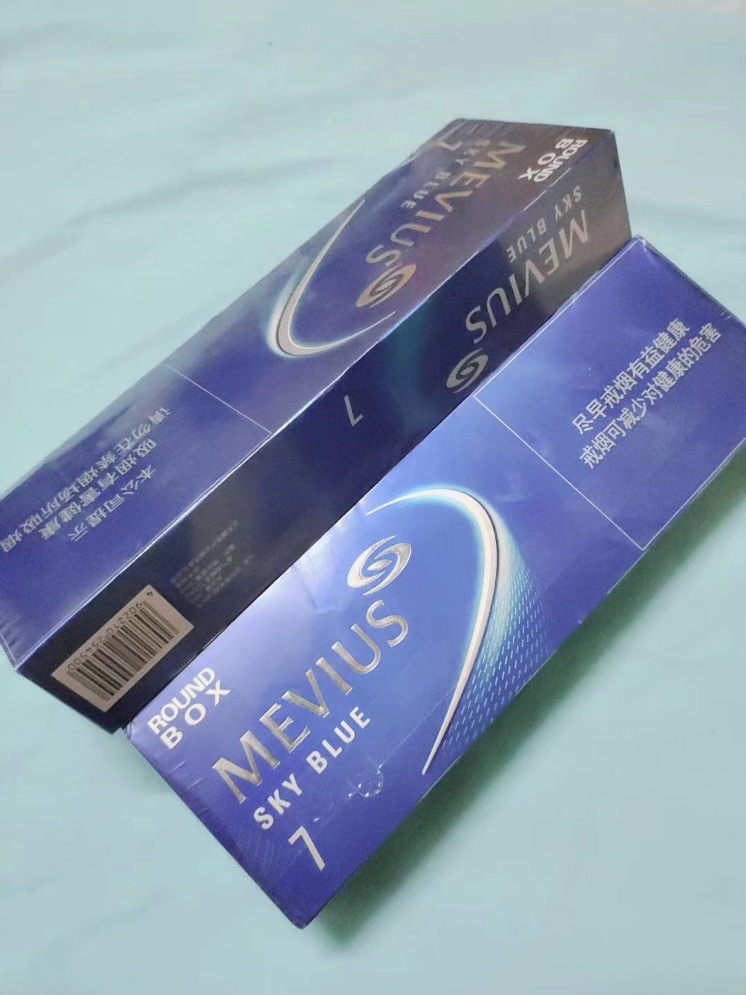 MEVIUS
SKY BLUE
7
ROUND
BOX
本公司提示
吸烟有害健康
请勿在禁烟场所吸烟
MEVIUS
SKY BLUE
7
尽早戒烟有益健康
戒烟可减少对健康的危害
ROUND
BOX
MEVIUS
SKY BLUE
7